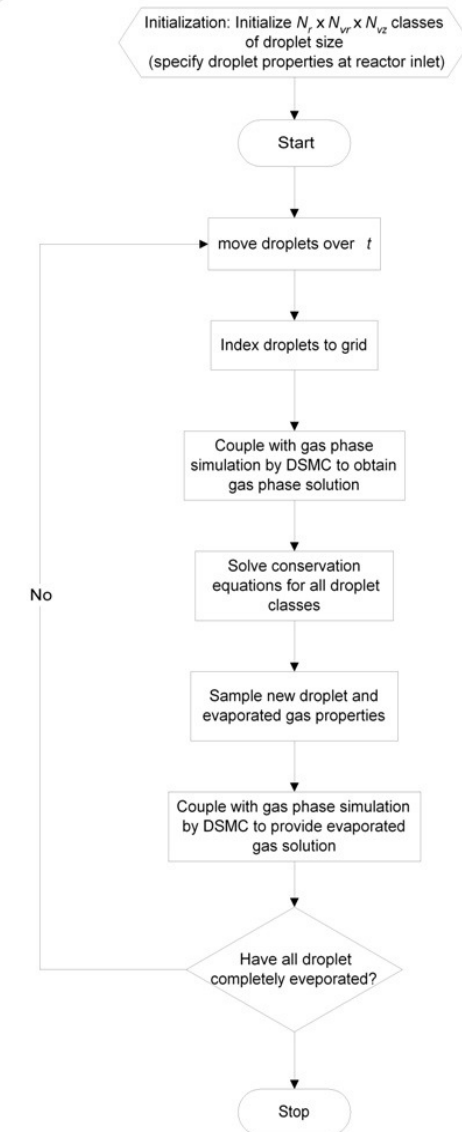 Initialization: Initialize N_r x N_vr x N_vz classes
of droplet size
(specify droplet properties at reactor inlet)
Start
move droplets over t
Index droplets to grid
Couple with gas phase
simulation by DSMC to obtain
gas phase solution
Solve conservation
equations for all droplet
classes
No
Sample new droplet and
evaporated gas properties
Couple with gas phase simulation
by DSMC to provide evaporated
gas solution
Have all droplet
completely eveporated?
Stop